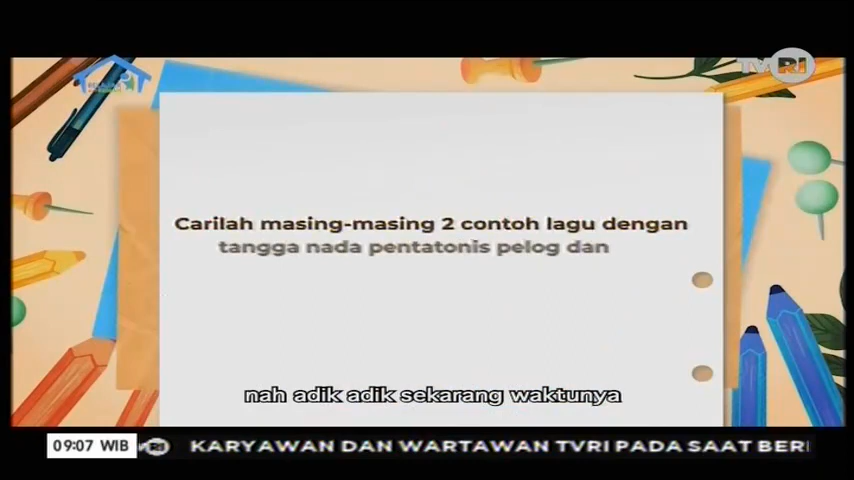 TVRI
Carilah masing-masing 2 contoh lagu dengan
tangga nada pentatonis pelog dan
nah adik adik sekarang waktunya
09:07 WIB
KARYAWAN DAN WARTAWAN TVRI PADA SAAT BER